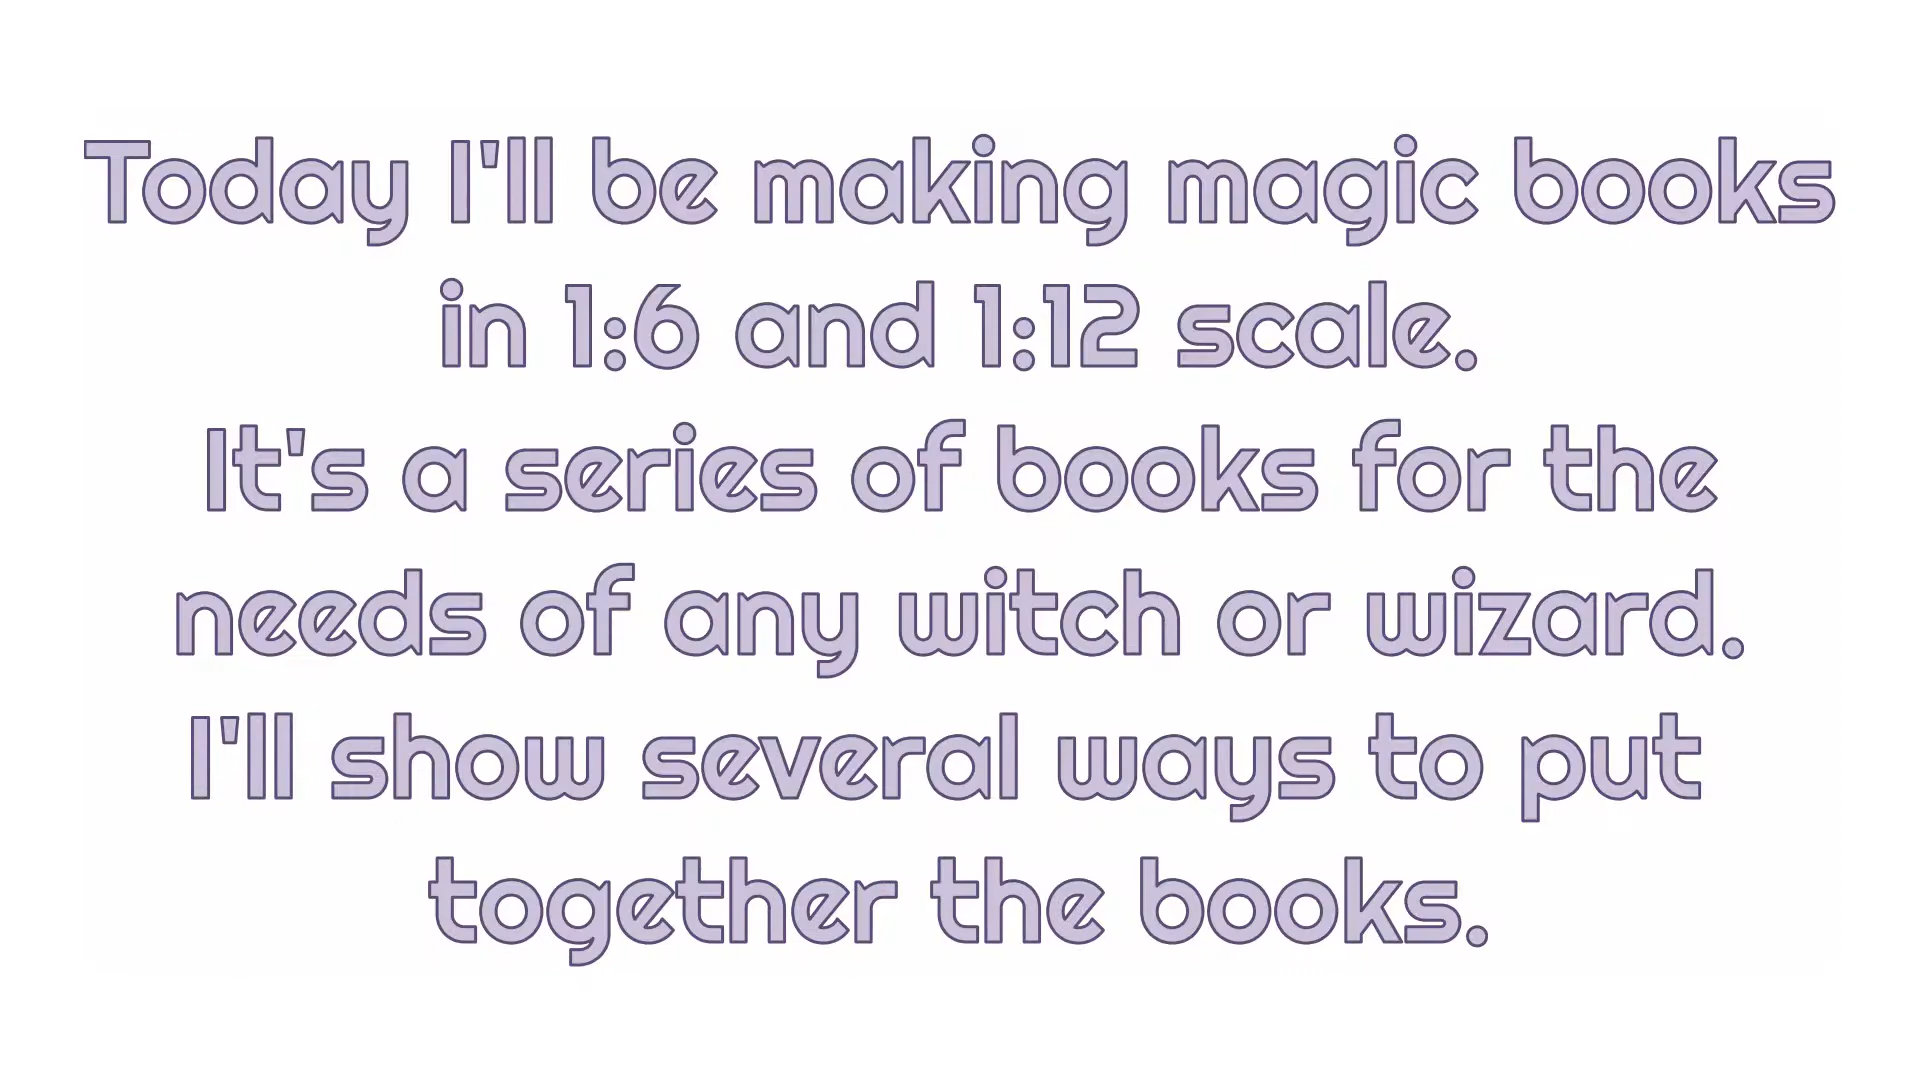 Today I'll be making magic books
in 1:6 and 1:12 scale.
It's a series of books for the
needs of any witch or wizard.
I'll show several ways to put
together the books.